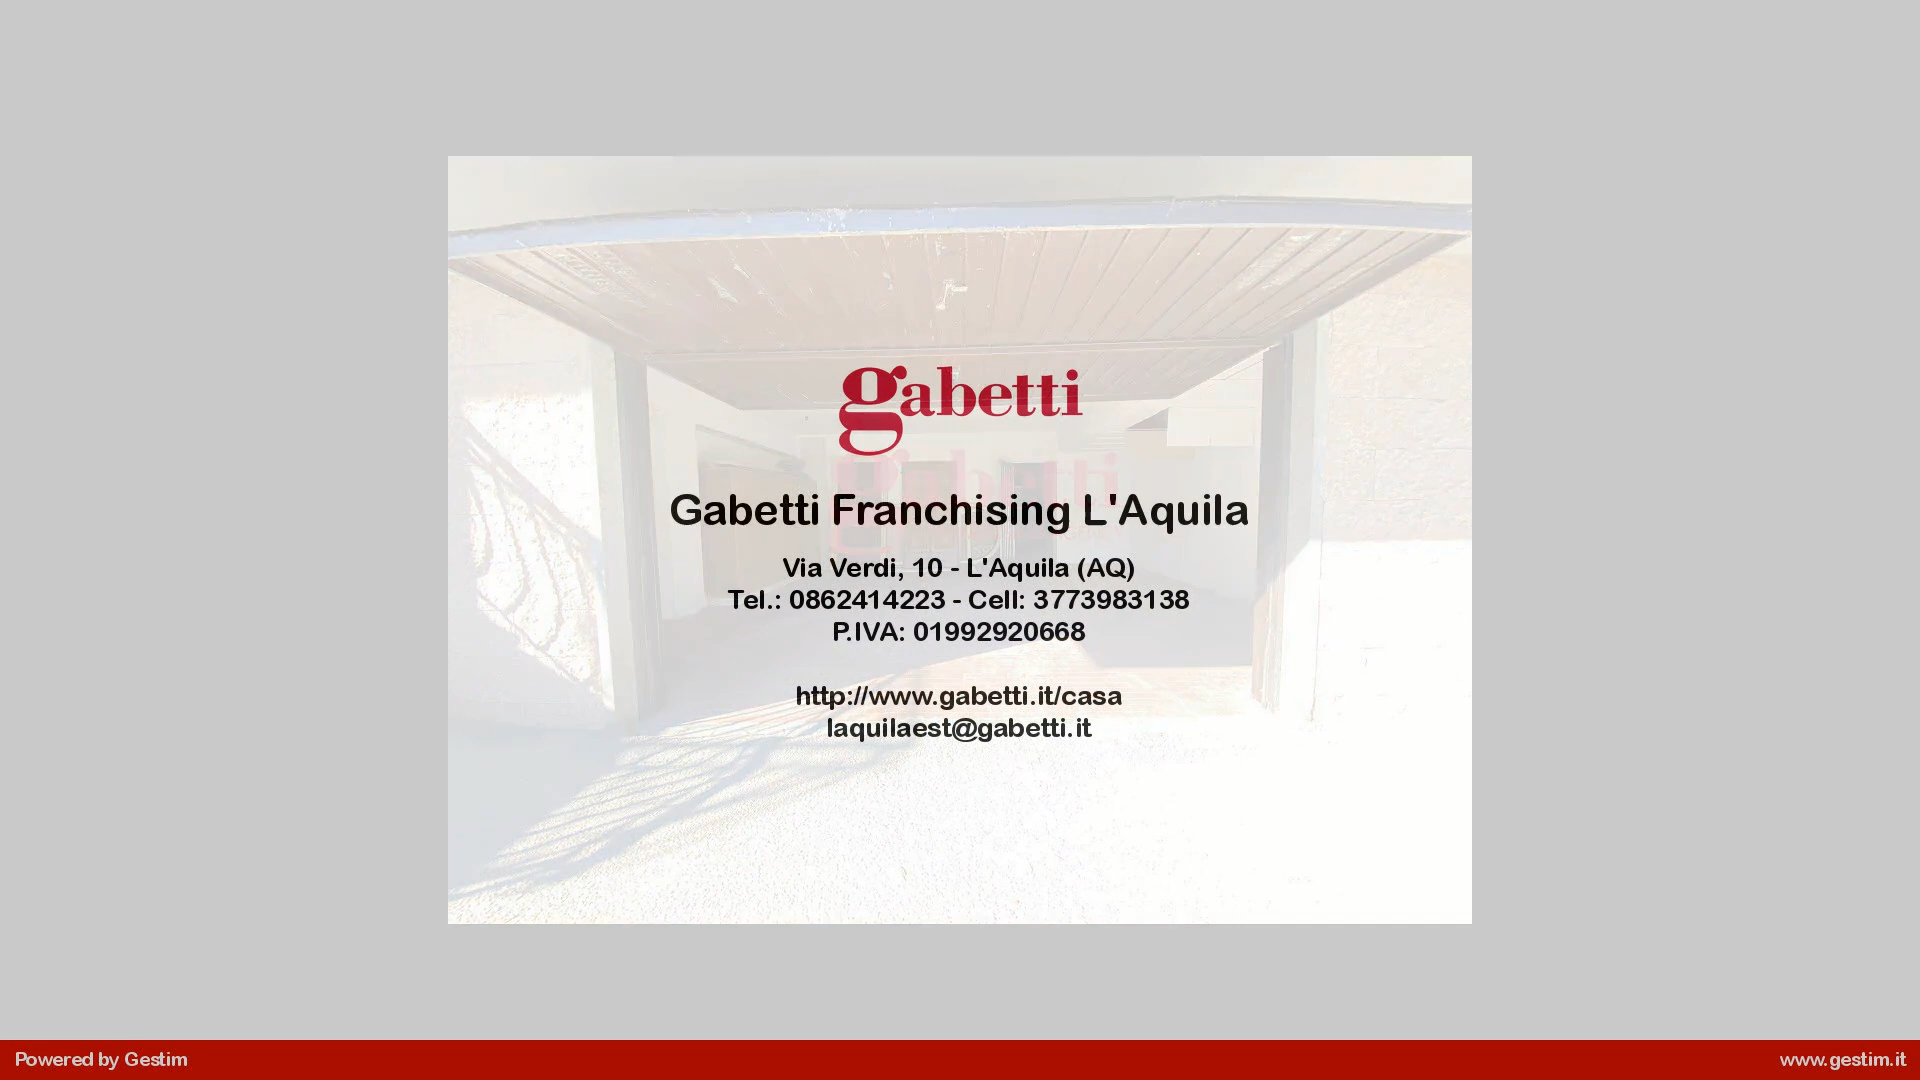 gabetti
gabetti
Gabetti Franchising L'Aquila
Via Verdi, 10 - L'Aquila (AQ)
Tel.: 0862414223 - Cell: 3773983138
P.IVA: 01992920668
http://www.gabetti.it/casa
laquilaest@gabetti.it
Powered by Gestim
www.gestim.it